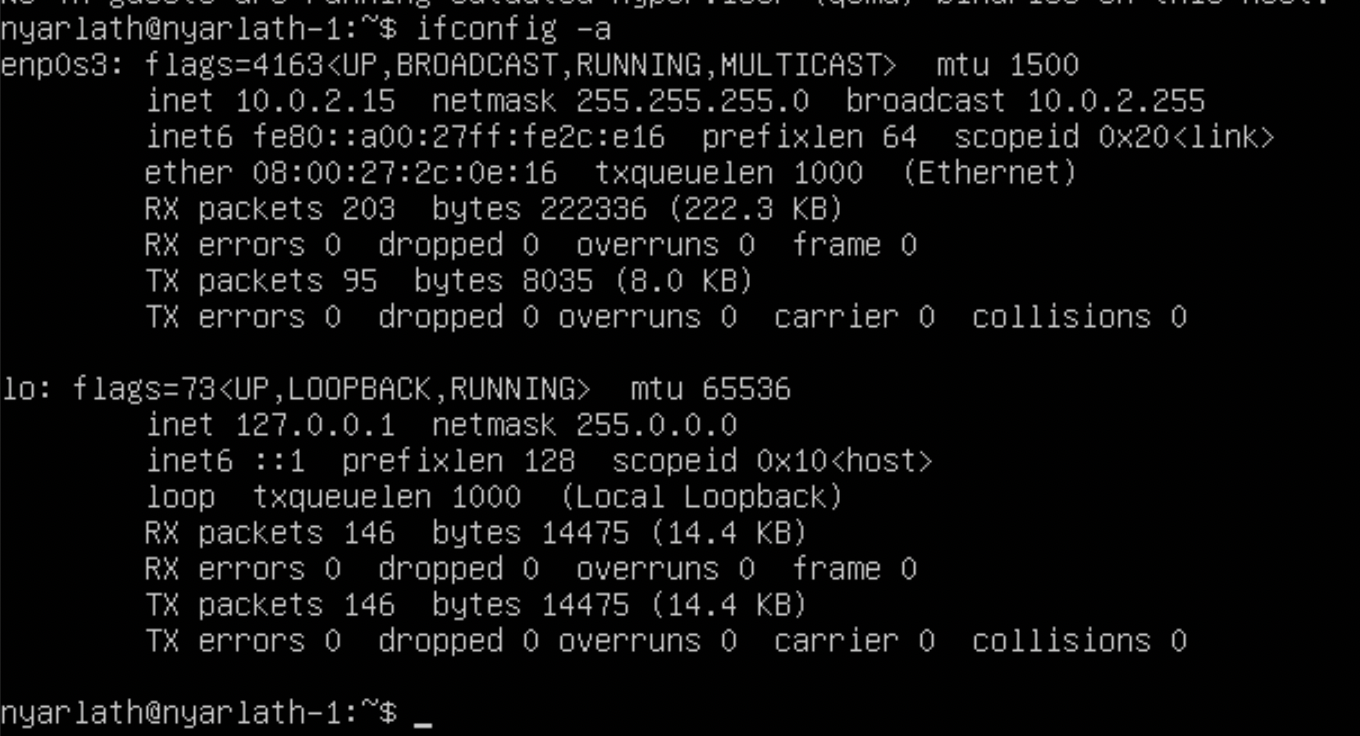 nyarlath@nyarlath-1:~$ ifconfig -a
enp0s3: flags=4163<UP,BROADCAST,RUNNING,MULTICAST>  mtu 1500
        inet 10.0.2.15  netmask 255.255.255.0  broadcast 10.0.2.255
        inet6 fe80::a00:27ff:fe2c:e16  prefixlen 64  scopeid 0x20<link>
        ether 08:00:27:2c:0e:16  txqueuelen 1000  (Ethernet)
        RX packets 203  bytes 222336 (222.3 KB)
        RX errors 0  dropped 0  overruns 0  frame 0
        TX packets 95  bytes 8035 (8.0 KB)
        TX errors 0  dropped 0 overruns 0  carrier 0  collisions 0
lo: flags=73<UP,LOOPBACK,RUNNING>  mtu 65536
        inet 127.0.0.1  netmask 255.0.0.0
        inet6 ::1  prefixlen 128  scopeid 0x10<host>
        loop  txqueuelen 1000  (Local Loopback)
        RX packets 146  bytes 14475 (14.4 KB)
        RX errors 0  dropped 0  overruns 0  frame 0
        TX packets 146  bytes 14475 (14.4 KB)
        TX errors 0  dropped 0 overruns 0  carrier 0  collisions 0
nyarlath@nyarlath-1:~$ _